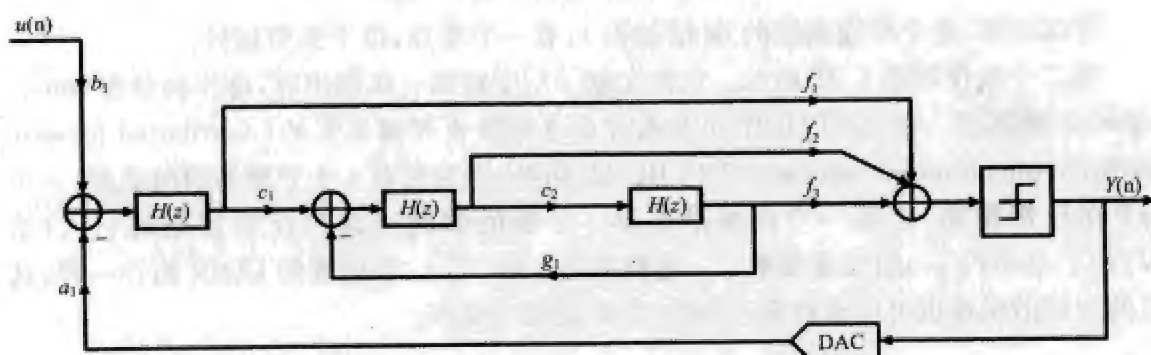 u(n)
b₁
f₁
f₂
Y(n)
H(z)
c₁
H(z)
c₂
H(z)
f₃
−
−
g₁
a₁
DAC